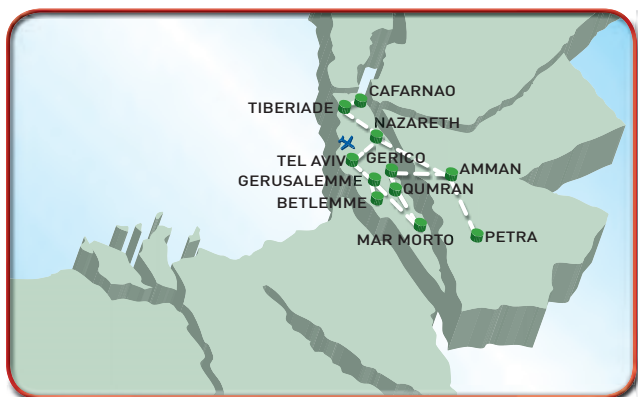 CAFARNAO
TIBERIADE
NAZARETH
TEL AVIV
GERICO
AMMAN
GERUSALEMME
QUMRAN
BETLEMME
MAR MORTO
PETRA